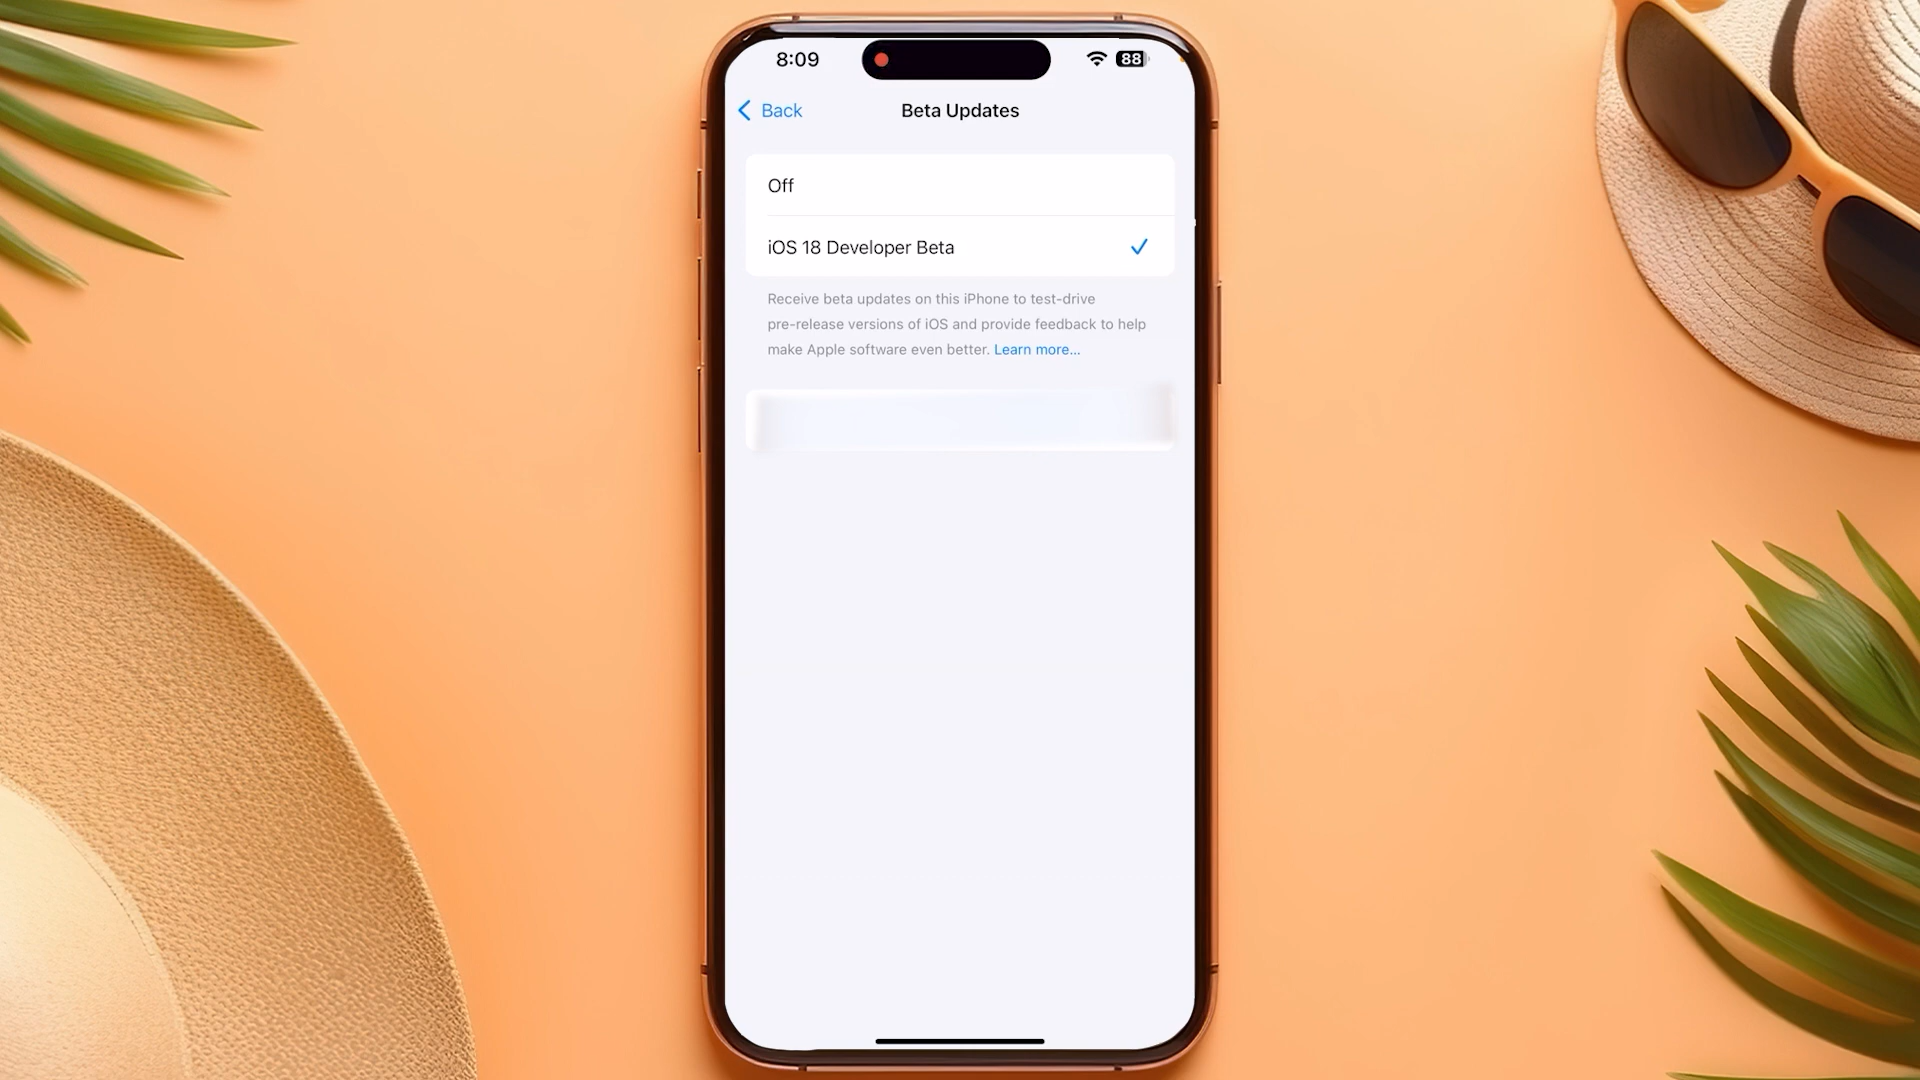 8:09
88
Back
Beta Updates
Off
iOS 18 Developer Beta
Receive beta updates on this iPhone to test-drive
pre-release versions of iOS and provide feedback to help
make Apple software even better. Learn more...